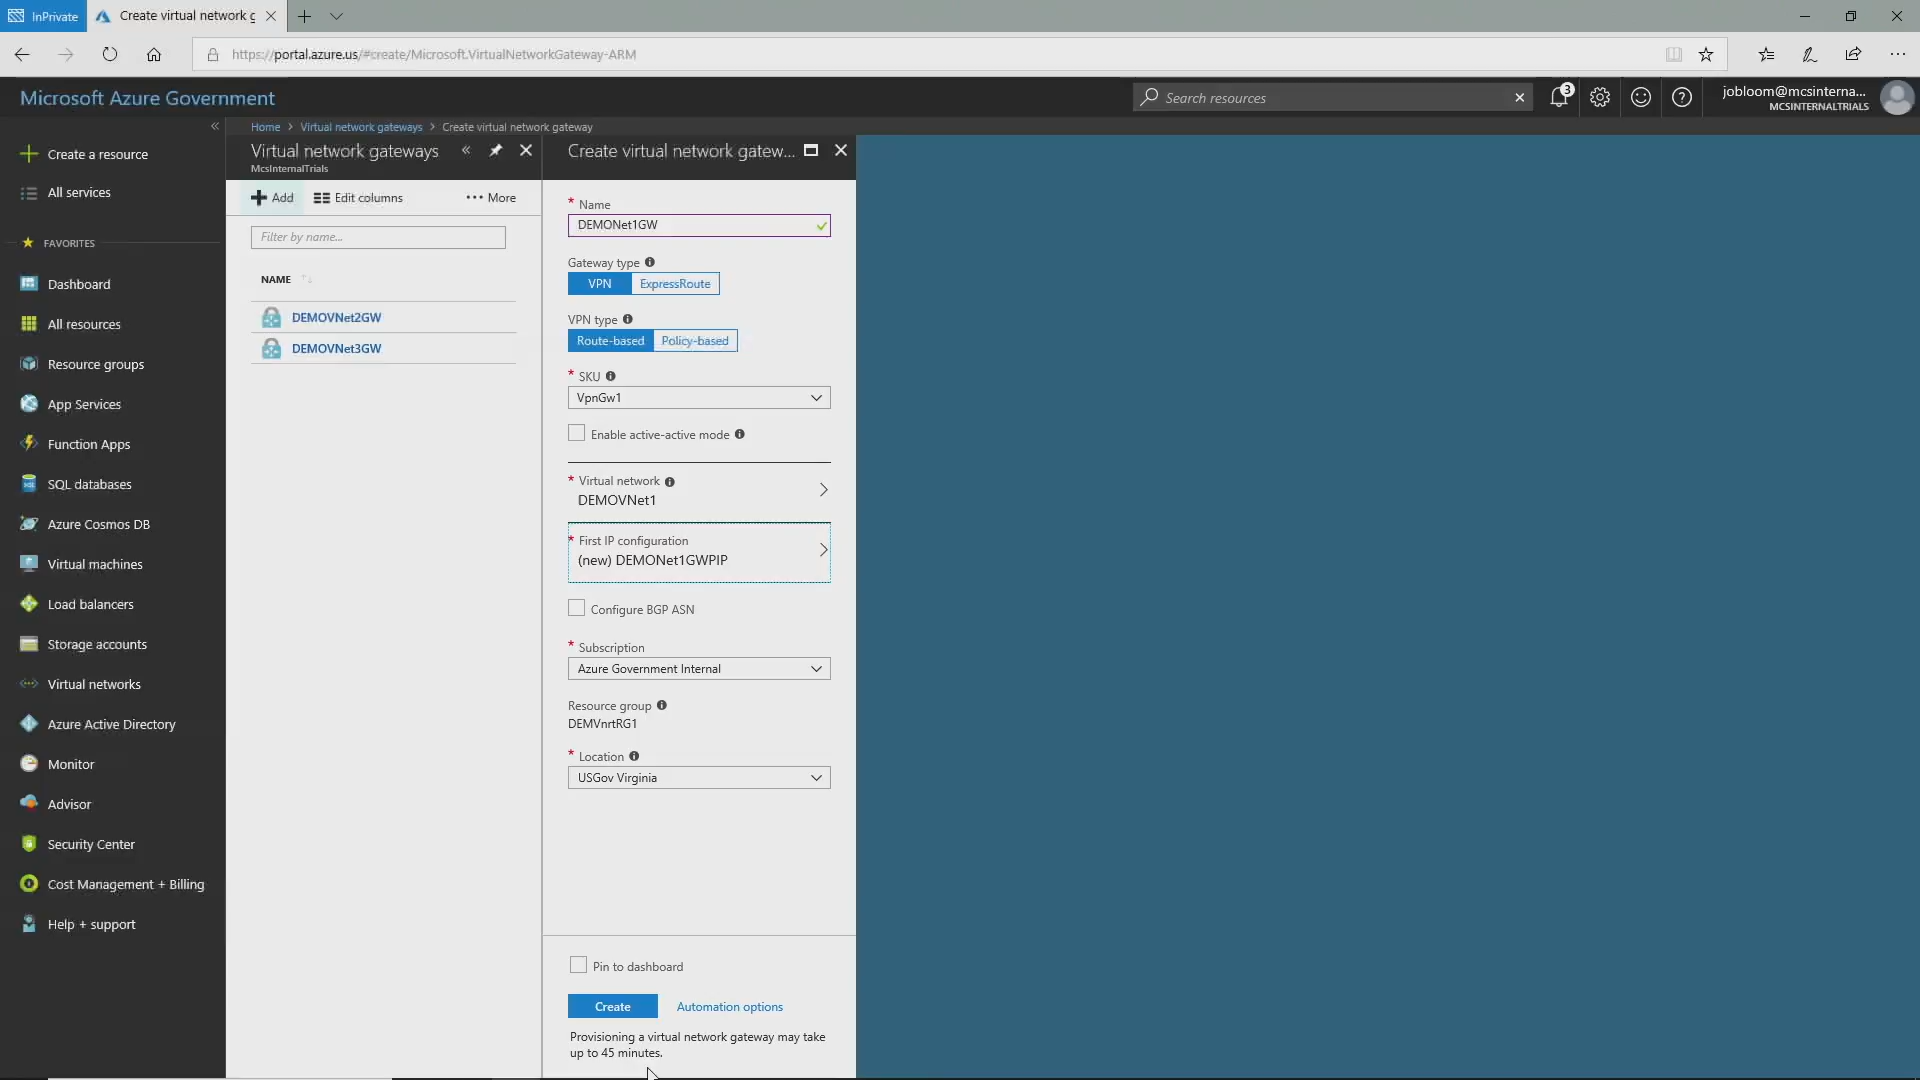 InPrivate
Create virtual network g
https://portal.azure.us/#create/Microsoft.VirtualNetworkGateway-ARM
Microsoft Azure Government
Search resources
3
jobloom@mcsinterna...
MCSINTERNALTRIALS
Create a resource
All services
FAVORITES
Dashboard
All resources
Resource groups
App Services
Function Apps
SQL databases
Azure Cosmos DB
Virtual machines
Load balancers
Storage accounts
Virtual networks
Azure Active Directory
Monitor
Advisor
Security Center
Cost Management + Billing
Help + support
Home > Virtual network gateways > Create virtual network gateway
Virtual network gateways
McsInternalTrials
Add
Edit columns
More
Filter by name...
NAME
DEMOVNet2GW
DEMOVNet3GW
Create virtual network gatew...
* Name
DEMONet1GW
Gateway type
VPN
ExpressRoute
VPN type
Route-based
Policy-based
* SKU
VpnGw1
Enable active-active mode
* Virtual network
DEMOVNet1
* First IP configuration
(new) DEMONet1GWPIP
Configure BGP ASN
* Subscription
Azure Government Internal
Resource group
DEMVnrtRG1
* Location
USGov Virginia
Pin to dashboard
Create
Automation options
Provisioning a virtual network gateway may take
up to 45 minutes.